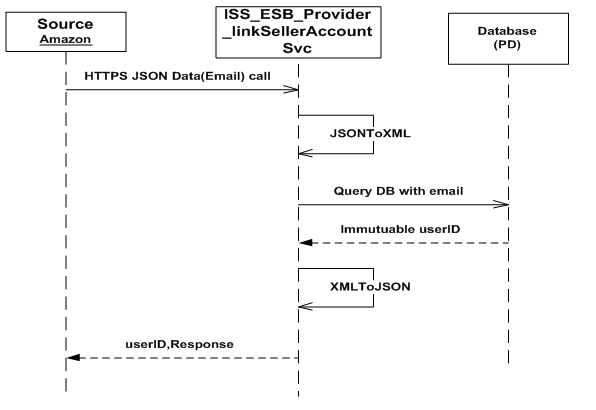 Source
Amazon
ISS_ESB_Provider
_linkSellerAccount
Svc
Database
(PD)
HTTPS JSON Data(Email) call
JSONToXML
Query DB with email
Immutuable userID
XMLToJSON
userID,Response